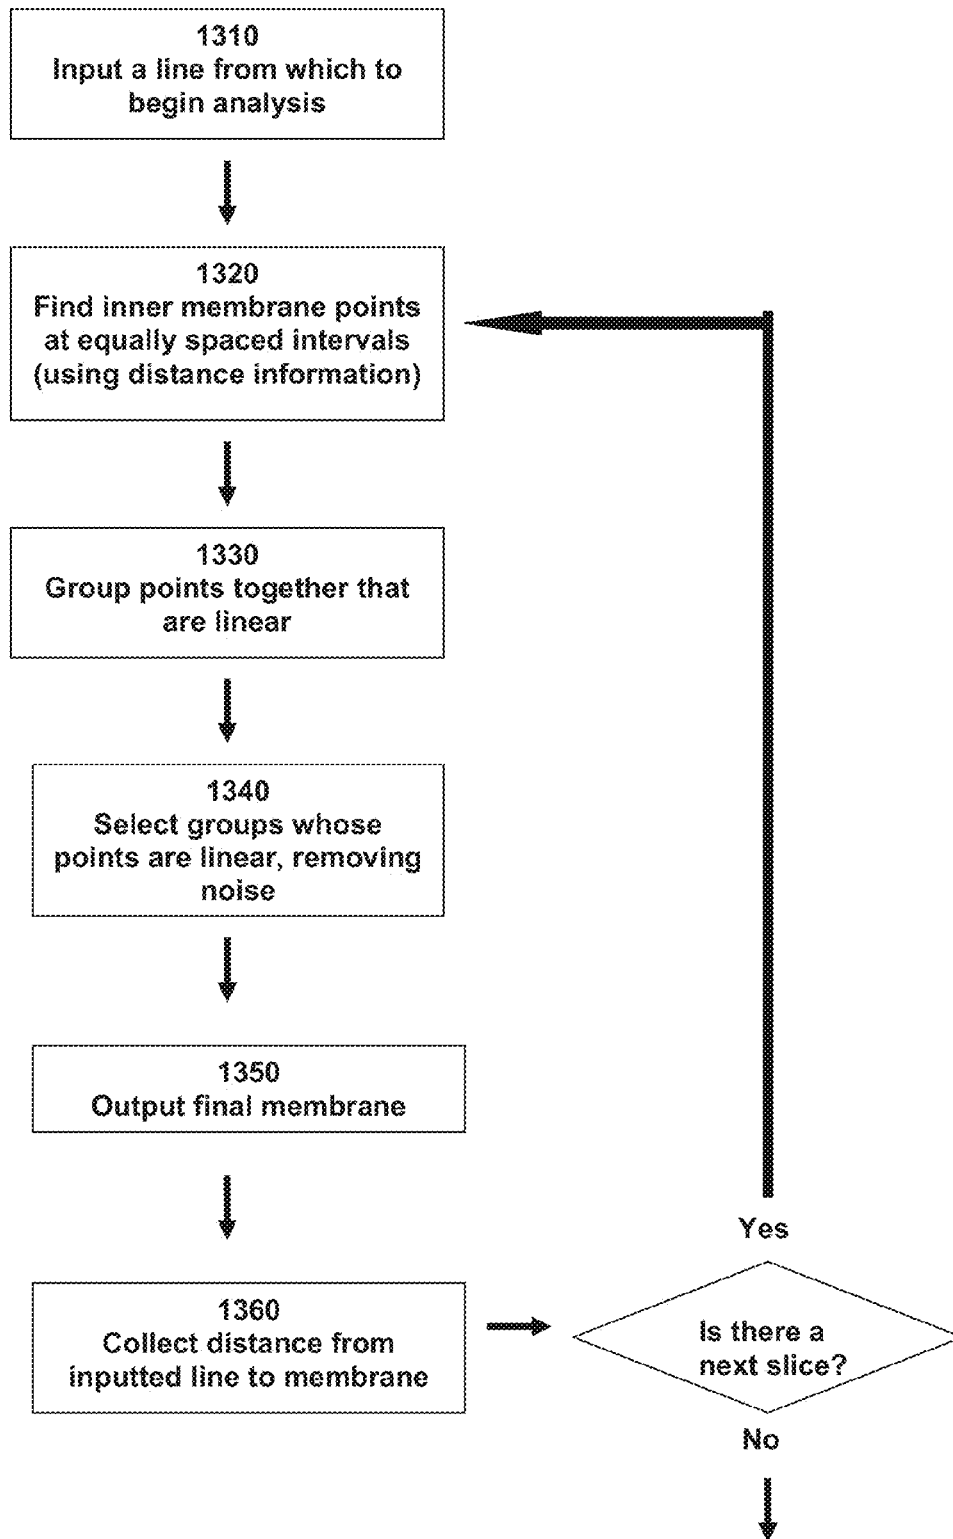 1310
Input a line from which to
begin analysis
1320
Find inner membrane points
at equally spaced intervals
(using distance information)
1330
Group points together that
are linear
1340
Select groups whose
points are linear, removing
noise
1350
Output final membrane
1360
Collect distance from
inputted line to membrane
Yes
Is there a
next slice?
No